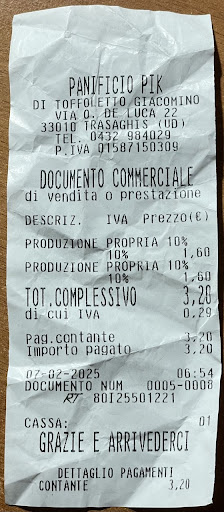 PANIFICIO PIK
DI TOFFOLETTO GIACOMINO
VIA O. DE LUCA 22
33010 TRASAGHIS (UD)
TEL. 0432 984029
P.IVA 01587150309
DOCUMENTO COMMERCIALE
di vendita o prestazione
DESCRIZ. IVA Prezzo(€)
PRODUZIONE PROPRIA 10%
10% 1,60
PRODUZIONE PROPRIA 10%
10% 1,60
TOT.COMPLESSIVO 3,20
di cui IVA 0,29
Pag.contante 3,20
Importo pagato 3,20
07-02-2025 06:54
DOCUMENTO NUM 0005-0008
RT 80I25501221
CASSA: 01
GRAZIE E ARRIVEDERCI
DETTAGLIO PAGAMENTI
CONTANTE 3,20